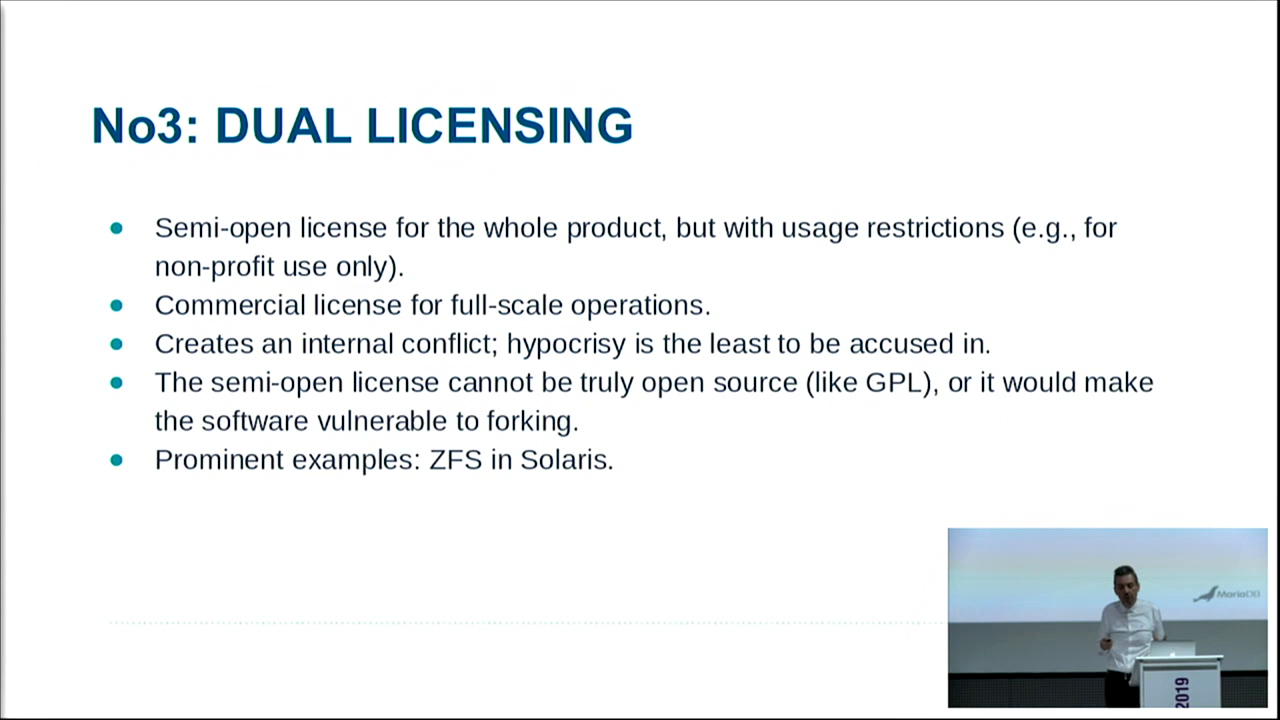 No3: DUAL LICENSING
Semi-open license for the whole product, but with usage restrictions (e.g., for
non-profit use only).
Commercial license for full-scale operations.
Creates an internal conflict; hypocrisy is the least to be accused in.
The semi-open license cannot be truly open source (like GPL), or it would make
the software vulnerable to forking.
Prominent examples: ZFS in Solaris.
MariaDB
2019